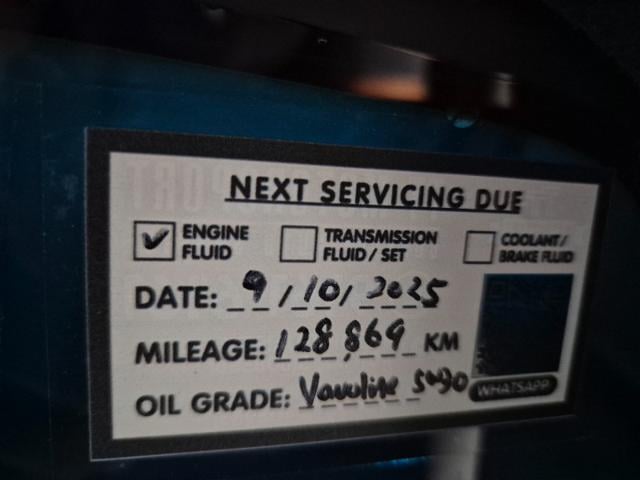 NEXT SERVICING DUE
ENGINE FLUID
TRANSMISSION FLUID / SET
COOLANT / BRAKE FLUID
DATE: 9/10/2025
MILEAGE: 128,869 KM
OIL GRADE: Vavoline 5w30
WHATSAPP